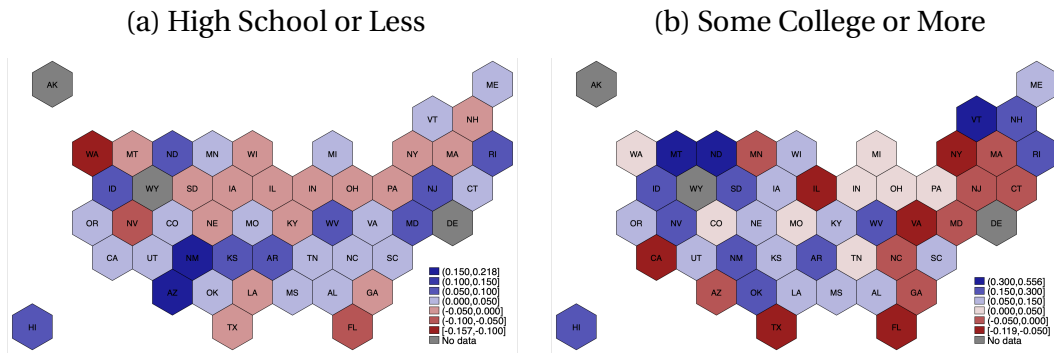 (a) High School or Less
AK
ME
VT
NH
WA
MT
ND
MN
WI
MI
NY
MA
RI
ID
WY
SD
IA
IL
IN
OH
PA
NJ
CT
OR
NV
CO
NE
MO
KY
WV
VA
MD
DE
CA
UT
NM
KS
AR
TN
NC
SC
AZ
OK
LA
MS
AL
GA
HI
TX
FL
(0.150,0.218]
(0.100,0.150]
(0.050,0.100]
(0.000,0.050]
(-0.050,0.000]
(-0.100,-0.050]
[-0.157,-0.100]
No data
(b) Some College or More
AK
ME
VT
NH
WA
MT
ND
MN
WI
MI
NY
MA
RI
ID
WY
SD
IA
IL
IN
OH
PA
NJ
CT
OR
NV
CO
NE
MO
KY
WV
VA
MD
DE
CA
UT
NM
KS
AR
TN
NC
SC
AZ
OK
LA
MS
AL
GA
HI
TX
FL
(0.300,0.556]
(0.150,0.300]
(0.050,0.150]
(0.000,0.050]
(-0.050,0.000]
[-0.119,-0.050]
No data